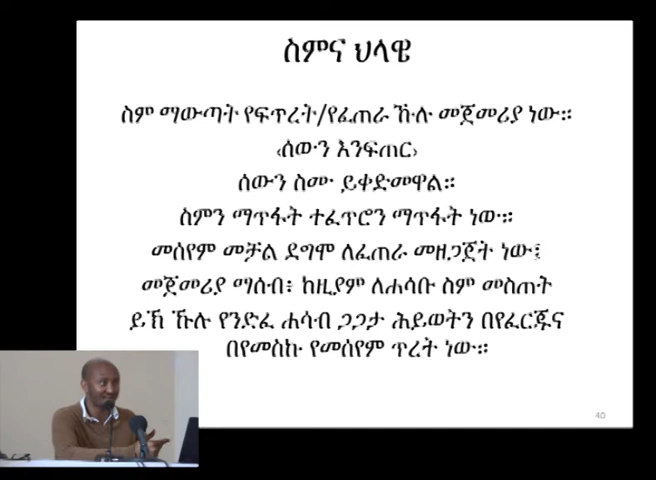 ስምና ህላዌ
ስም ማውጣት የፍጥረት/የፈጠራ ኹሉ መጀመሪያ ነው።
‹ሰውን እንፍጠር›
ሰውን ስሙ ይቀድመዋል።
ስምን ማጥፋት ተፈጥሮን ማጥፋት ነው።
መሰየም መቻል ደግሞ ለፈጠራ መዘጋጀት ነው፤
መጀመሪያ ማሰብ፥ ከዚያም ለሐሳቡ ስም መስጠት
ይኽ ኹሉ የንድፈ ሐሳብ ጋጋታ ሕይወትን በየፈርጁና
በየመስኩ የመሰየም ጥረት ነው።